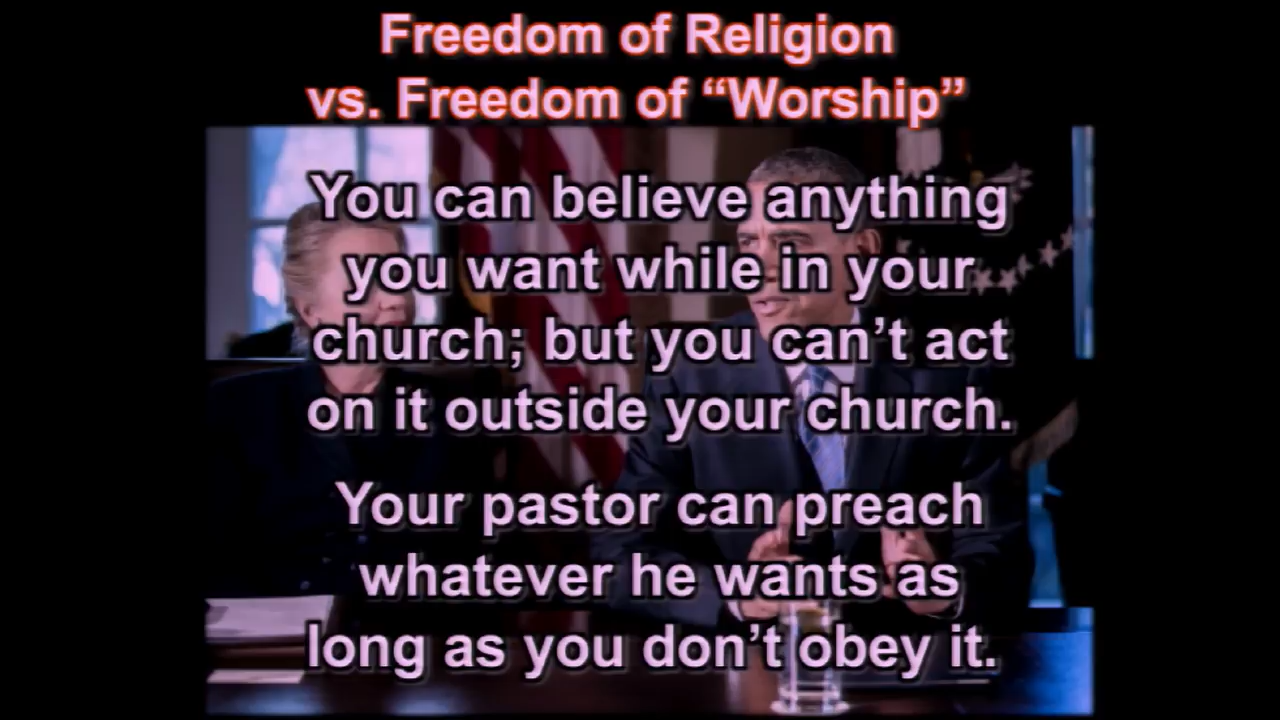 Freedom of Religion
vs. Freedom of “Worship”
You can believe anything
you want while in your
church; but you can’t act
on it outside your church.
Your pastor can preach
whatever he wants as
long as you don’t obey it.